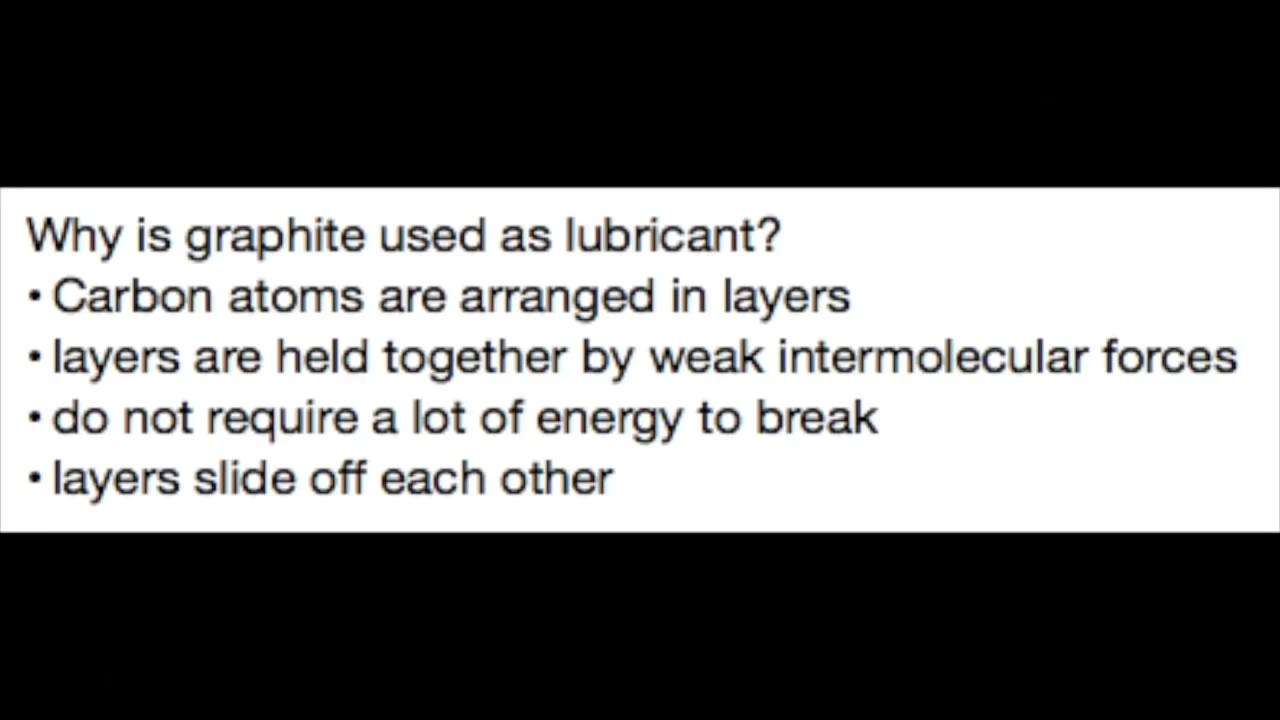 Why is graphite used as lubricant?
• Carbon atoms are arranged in layers
• layers are held together by weak intermolecular forces
• do not require a lot of energy to break
• layers slide off each other